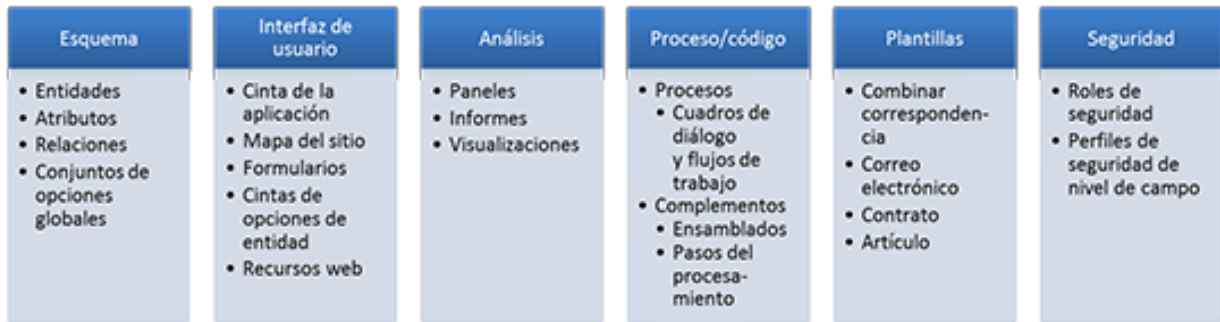 Esquema
• Entidades
• Atributos
• Relaciones
• Conjuntos de
opciones
globales
Interfaz de
usuario
• Cinta de la
aplicación
• Mapa del sitio
• Formularios
• Cintas de
opciones de
entidad
• Recursos web
Análisis
• Paneles
• Informes
• Visualizaciones
Proceso/código
• Procesos
• Cuadros de
diálogo
y flujos de
trabajo
• Complementos
• Ensamblados
• Pasos del
procesa-
miento
Plantillas
• Combinar
corresponden-
cia
• Correo
electrónico
• Contrato
• Artículo
Seguridad
• Roles de
seguridad
• Perfiles de
seguridad de
nivel de campo